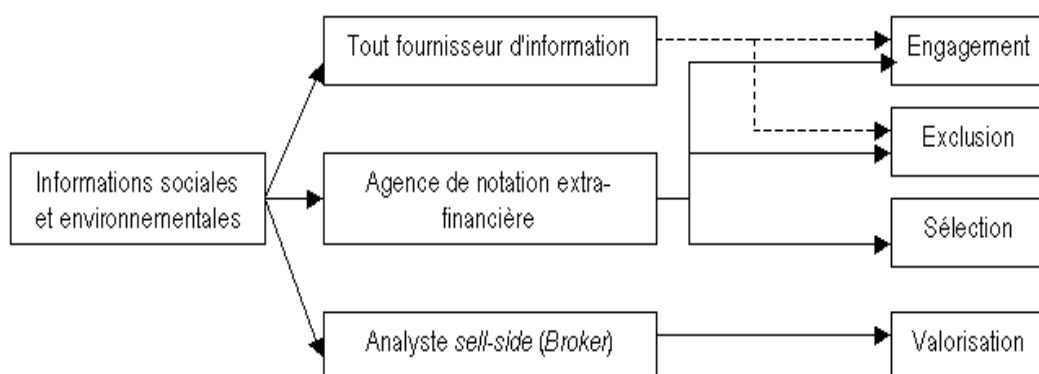 Tout fournisseur d'information
Engagement
Exclusion
Informations sociales
et environnementales
Agence de notation extra-
financière
Sélection
Analyste sell-side (Broker)
Valorisation